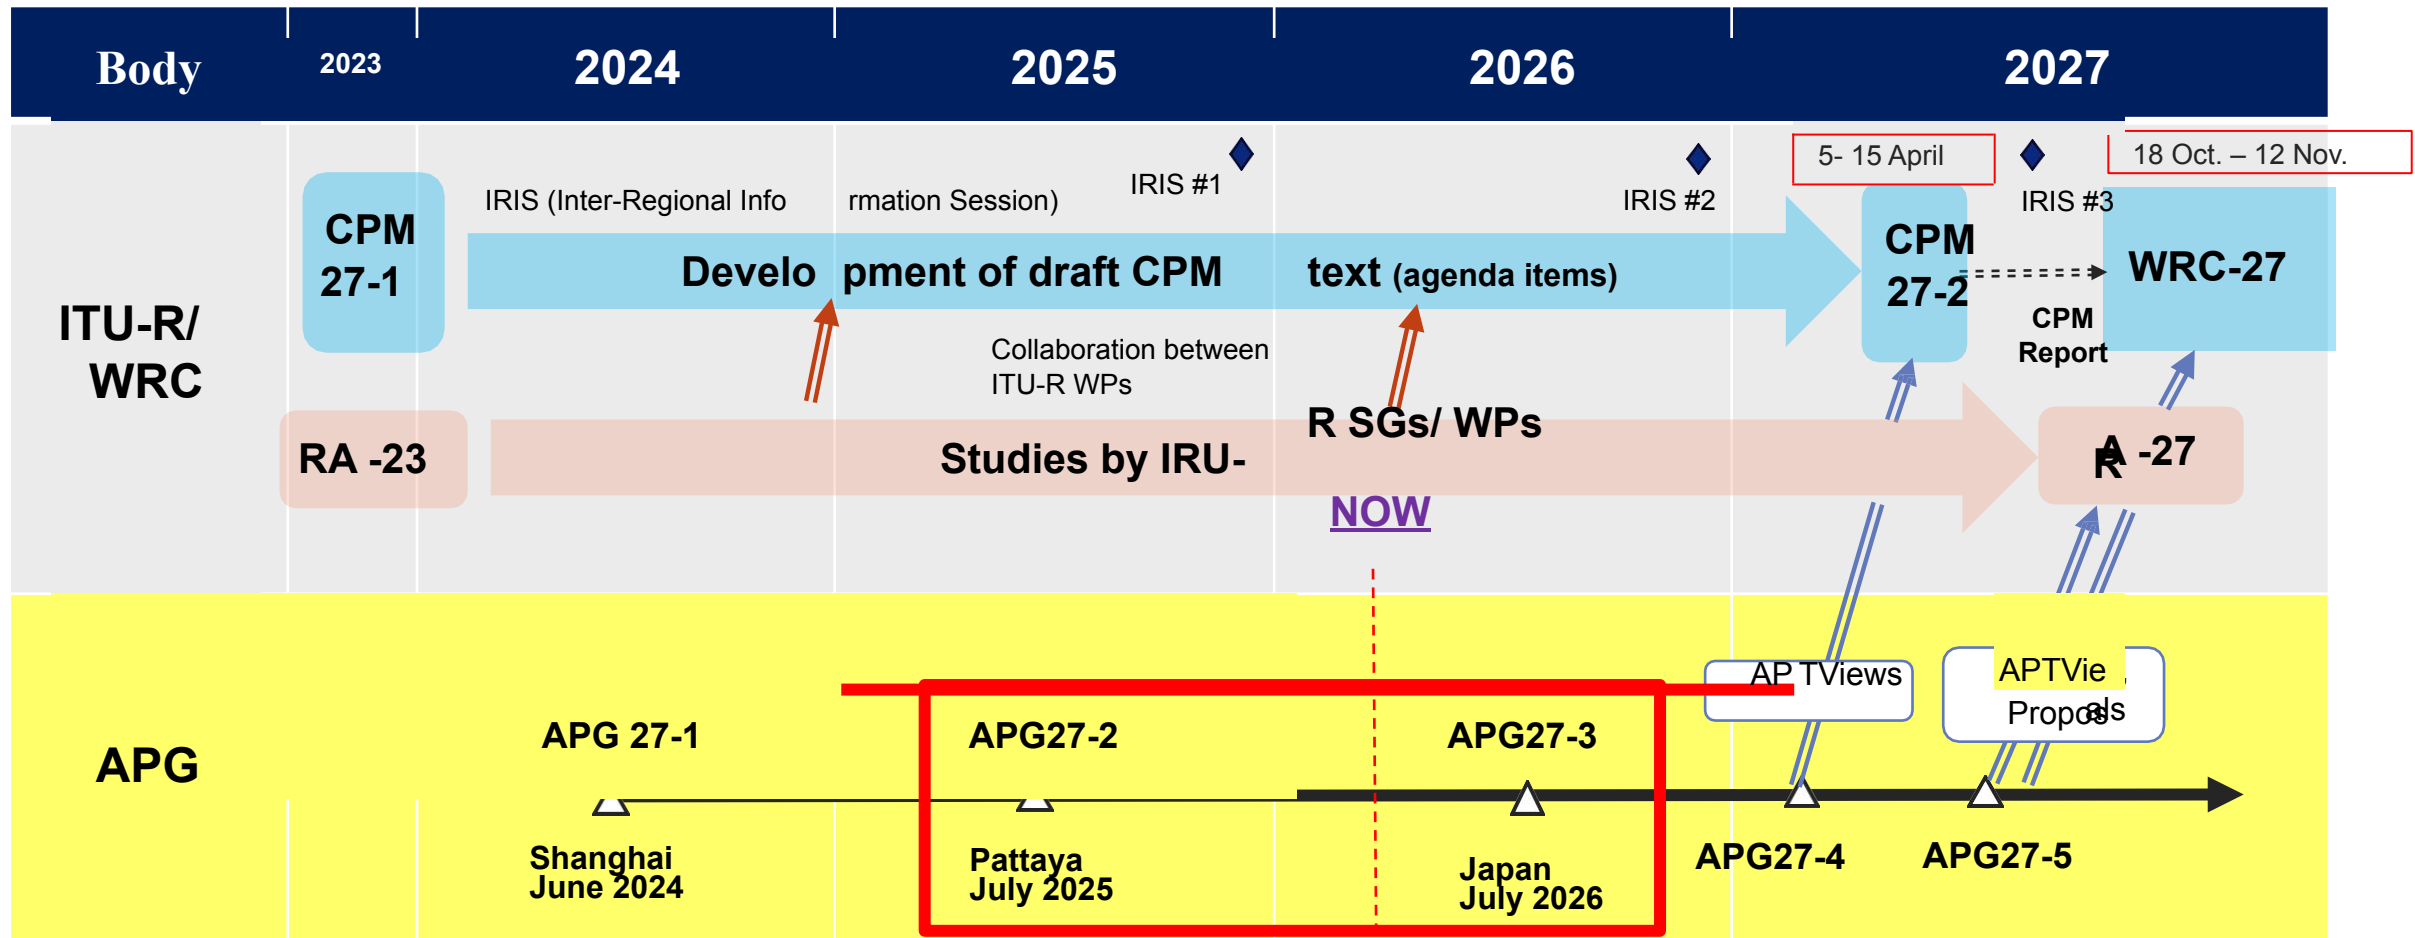 Body 2023 2024 2025 2026 2027
5- 15 April
18 Oct. – 12 Nov.
IRIS (Inter-Regional Info rmation Session)
IRIS #1
IRIS #2
IRIS #3
CPM
27-1
Develo pment of draft CPM text (agenda items)
CPM
27-2
WRC-27
CPM
Report
ITU-R/
WRC
Collaboration between
ITU-R WPs
RA -23
Studies by IRU-
R SGs/ WPs
R
A -27
NOW
AP TViews
APTVie
Propos
als
APG
APG 27-1
APG27-2
APG27-3
Shanghai
June 2024
Pattaya
July 2025
Japan
July 2026
APG27-4
APG27-5